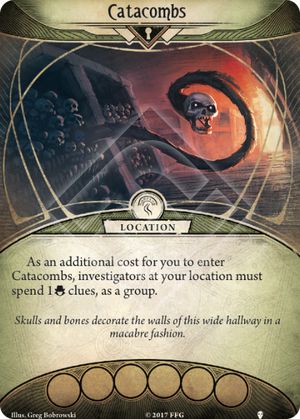 Catacombs
LOCATION
As an additional cost for you to enter
Catacombs, investigators at your location must
spend 1 clues, as a group.
Skulls and bones decorate the walls of this wide hallway in a
macabre fashion.
Illus. Greg Bobrowski
© 2017 FFG